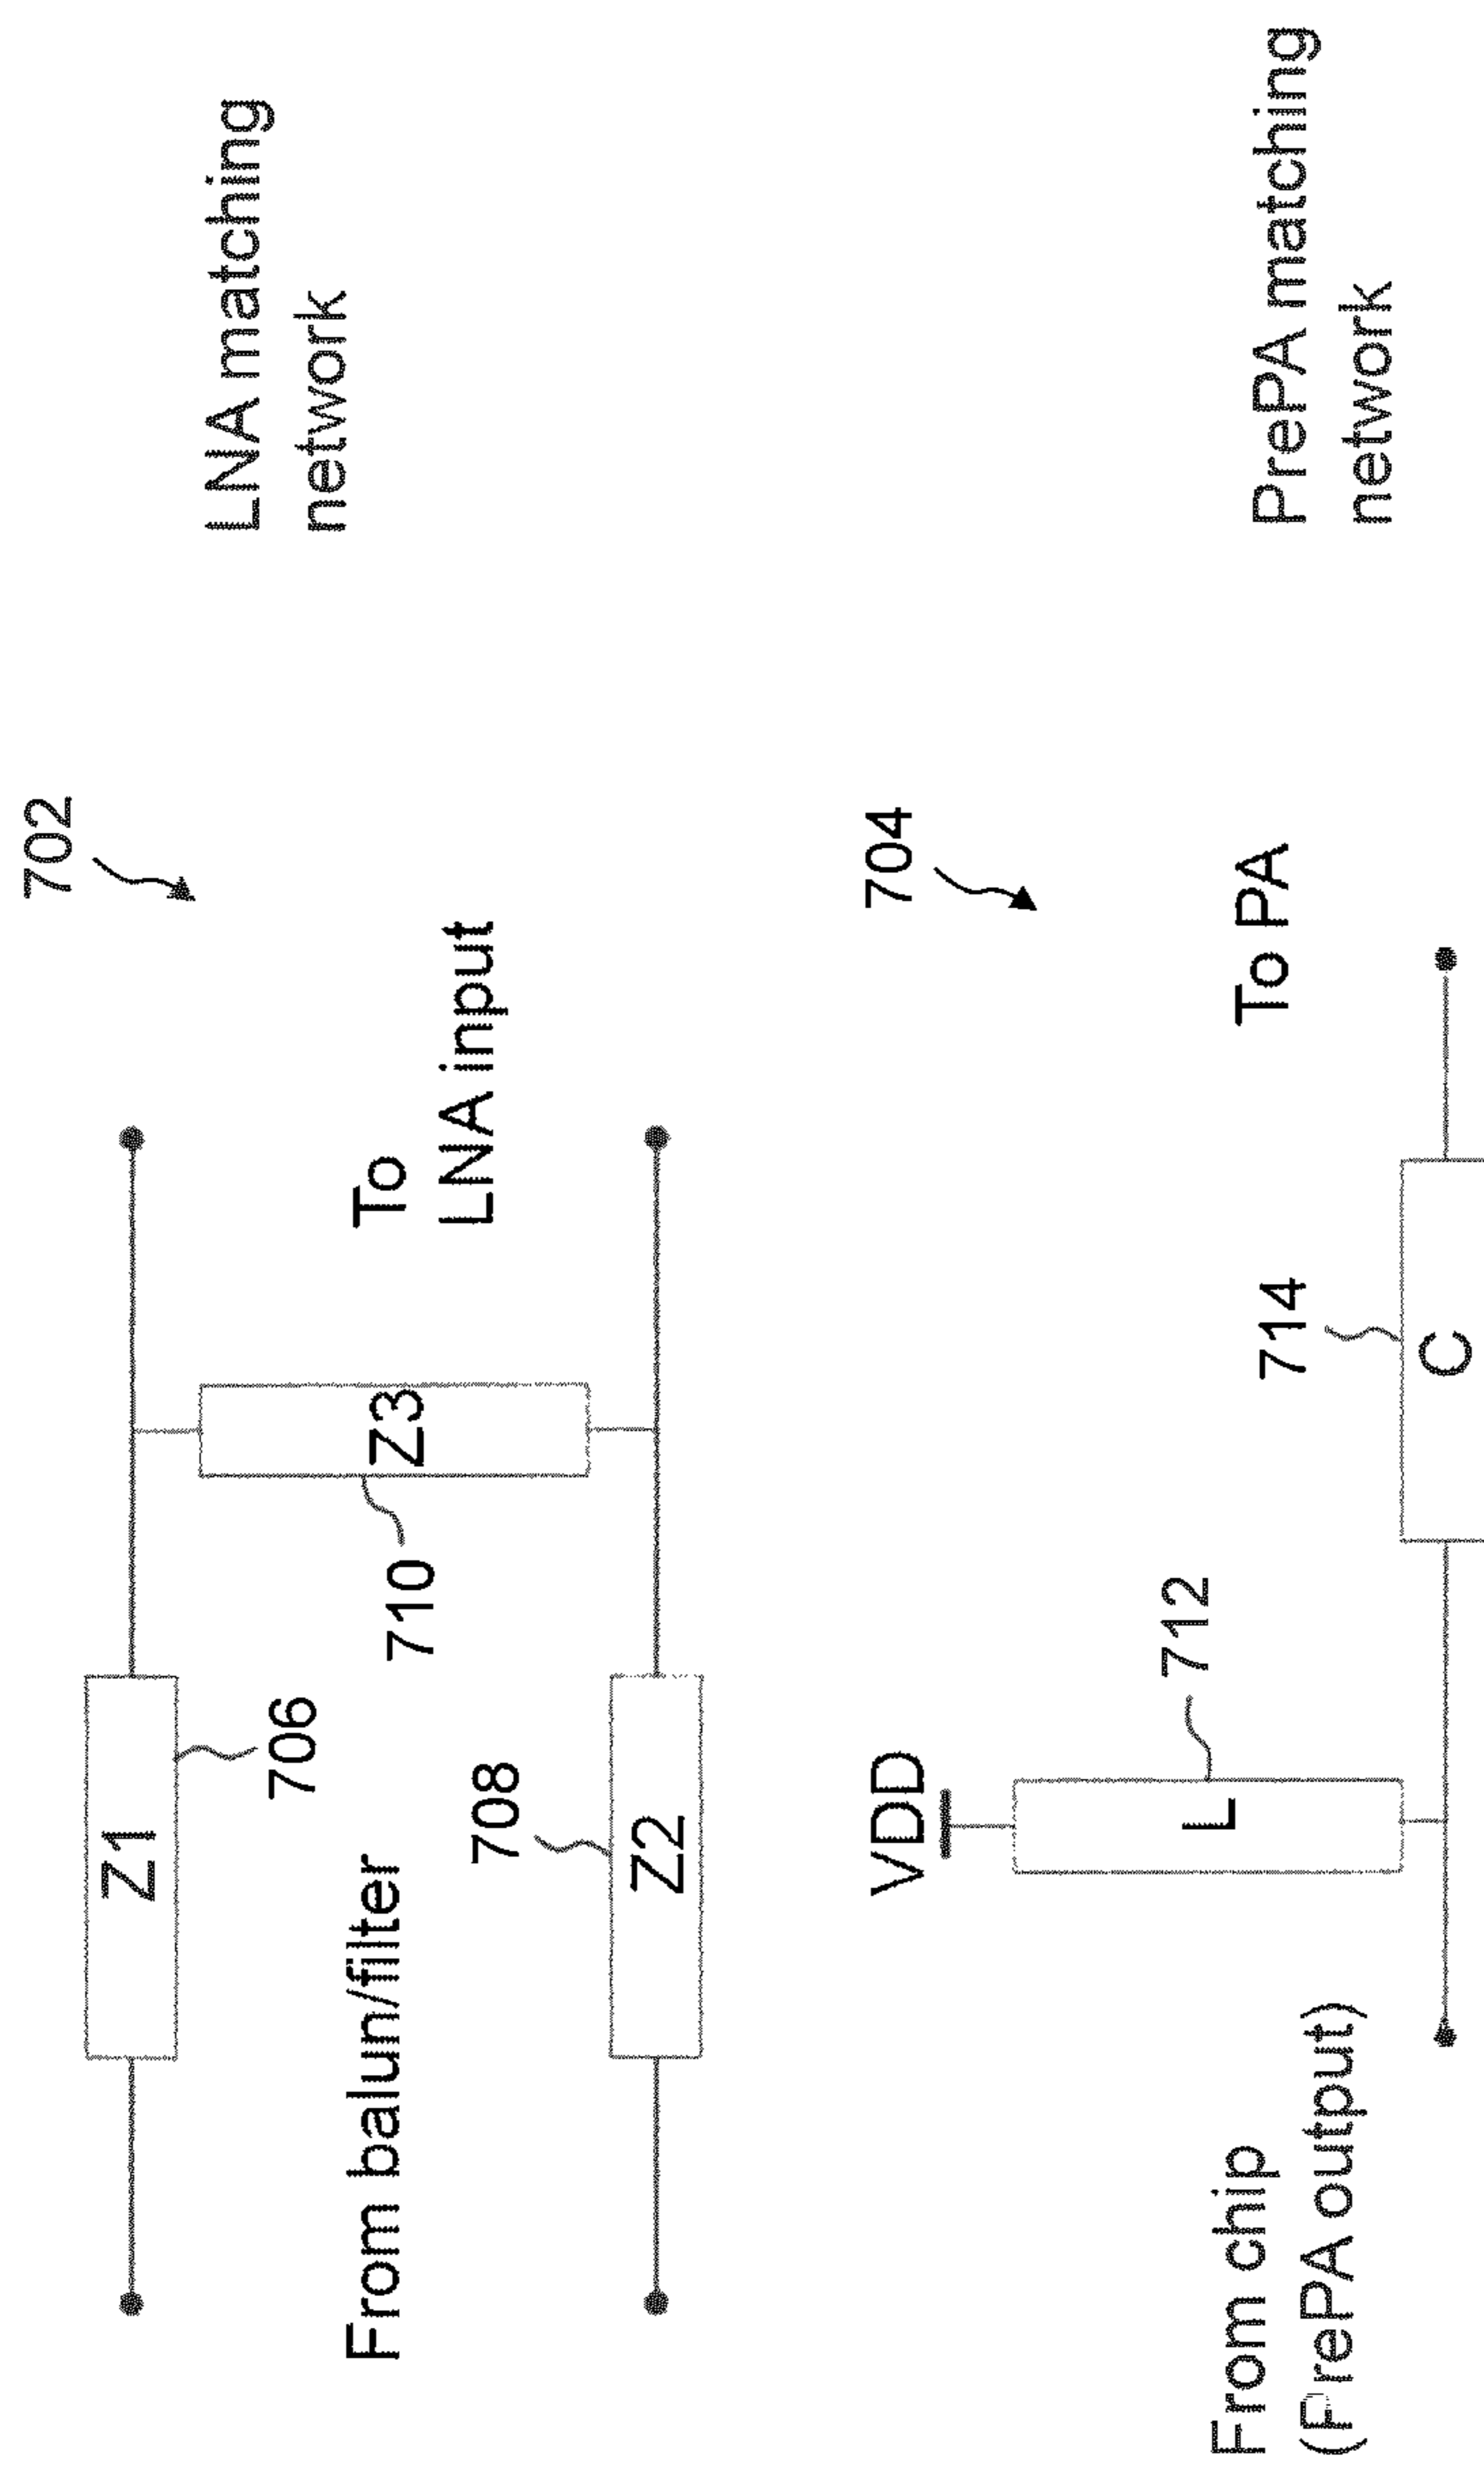 702
LNA matching
network
Z1
706
From balun/filter
708
Z2
Z3
710
To
LNA input
704
PrePA matching
network
VDD
L
712
714
C
To PA
From chip
(PrePA output)